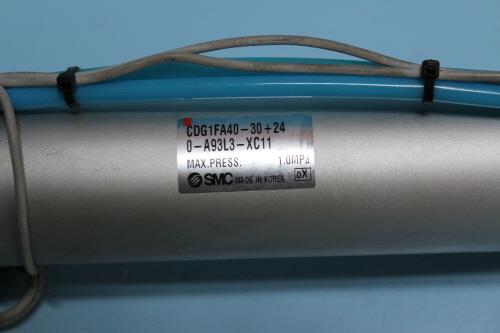 CDG1FA40-30+24
0-A93L3-XC11
MAX.PRESS. 1.0MPa
SMC MADE IN KOREA OX